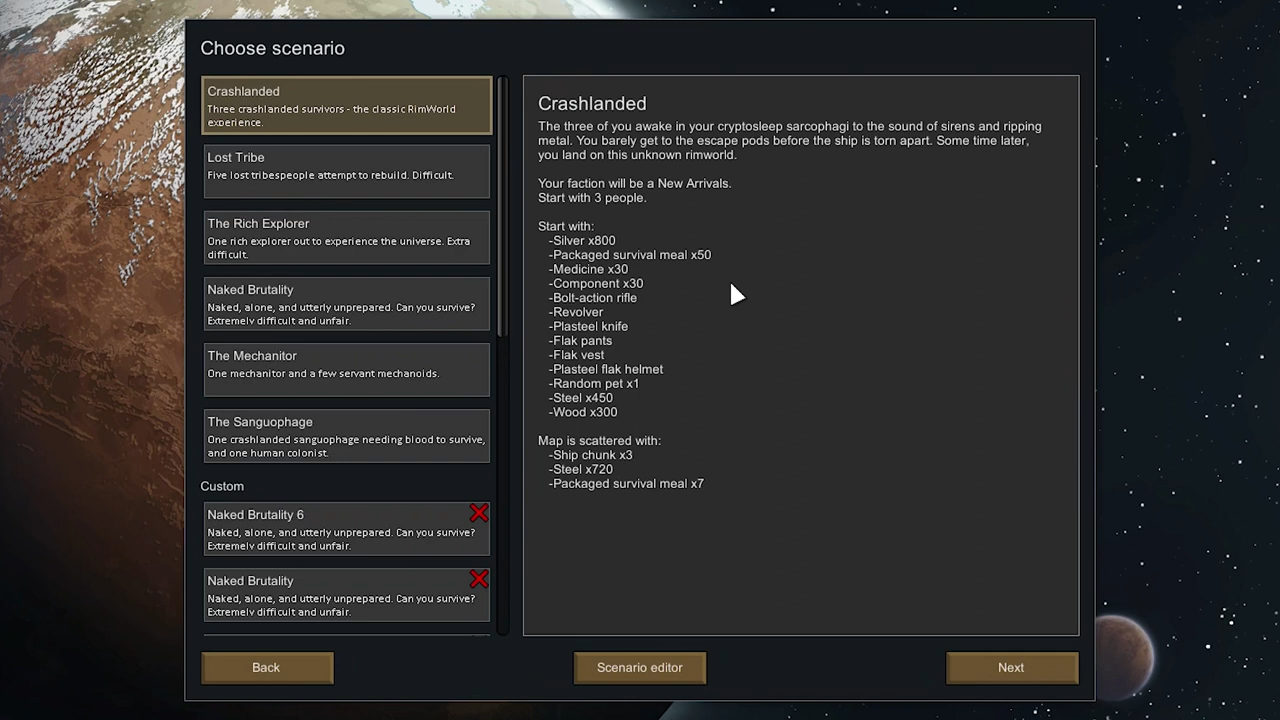 Choose scenario
Crashlanded
Three crashlanded survivors - the classic RimWorld
experience.
Lost Tribe
Five lost tribespeople attempt to rebuild. Difficult.
The Rich Explorer
One rich explorer out to experience the universe. Extra
difficult.
Naked Brutality
Naked, alone, and utterly unprepared. Can you survive?
Extremely difficult and unfair.
The Mechanitor
One mechanitor and a few servant mechanoids.
The Sanguophage
One crashlanded sanguophage needing blood to survive,
and one human colonist.
Custom
Naked Brutality 6
Naked, alone, and utterly unprepared. Can you survive?
Extremely difficult and unfair.
Naked Brutality
Naked, alone, and utterly unprepared. Can you survive?
Extremely difficult and unfair.
Crashlanded
The three of you awake in your cryptosleep sarcophagi to the sound of sirens and ripping
metal. You barely get to the escape pods before the ship is torn apart. Some time later,
you land on this unknown rimworld.
Your faction will be a New Arrivals.
Start with 3 people.
Start with:
-Silver x800
-Packaged survival meal x50
-Medicine x30
-Component x30
-Bolt-action rifle
-Revolver
-Plasteel knife
-Flak pants
-Flak vest
-Plasteel flak helmet
-Random pet x1
-Steel x450
-Wood x300
Map is scattered with:
-Ship chunk x3
-Steel x720
-Packaged survival meal x7
Back
Scenario editor
Next